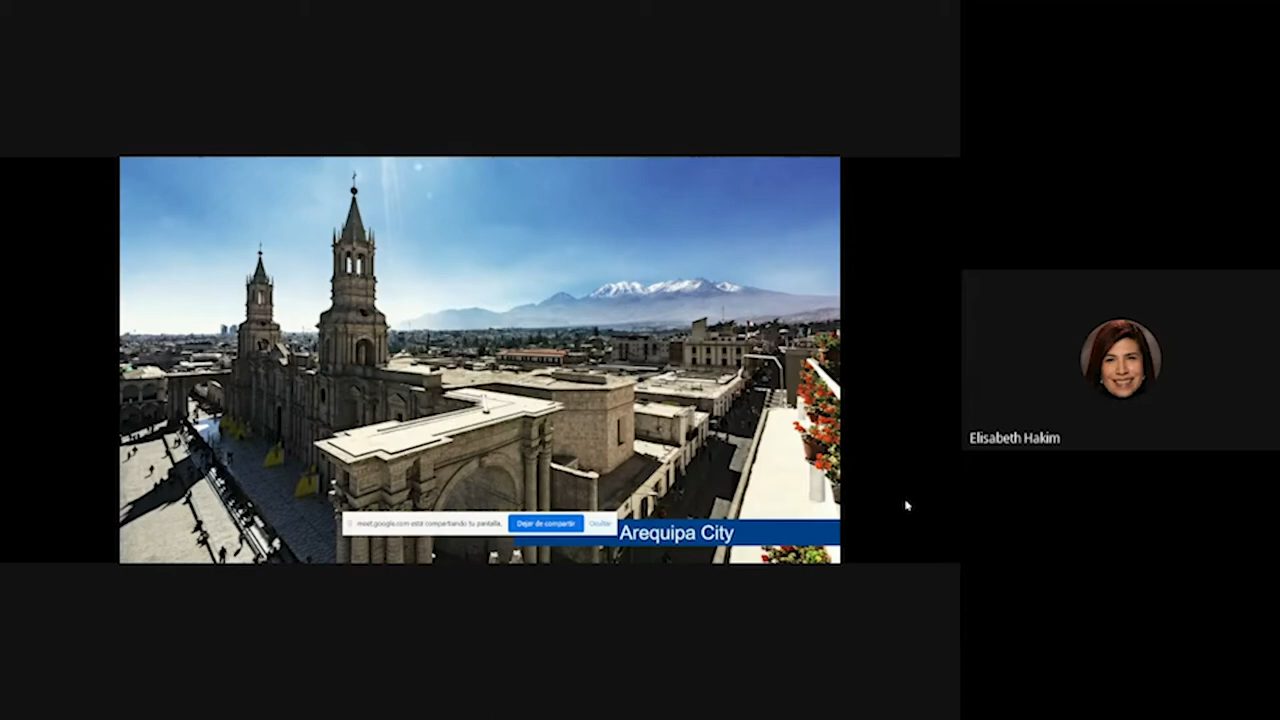 meet.google.com está compartiendo tu pantalla.
Dejar de compartir
Ocultar
Arequipa City
Elisabeth Hakim